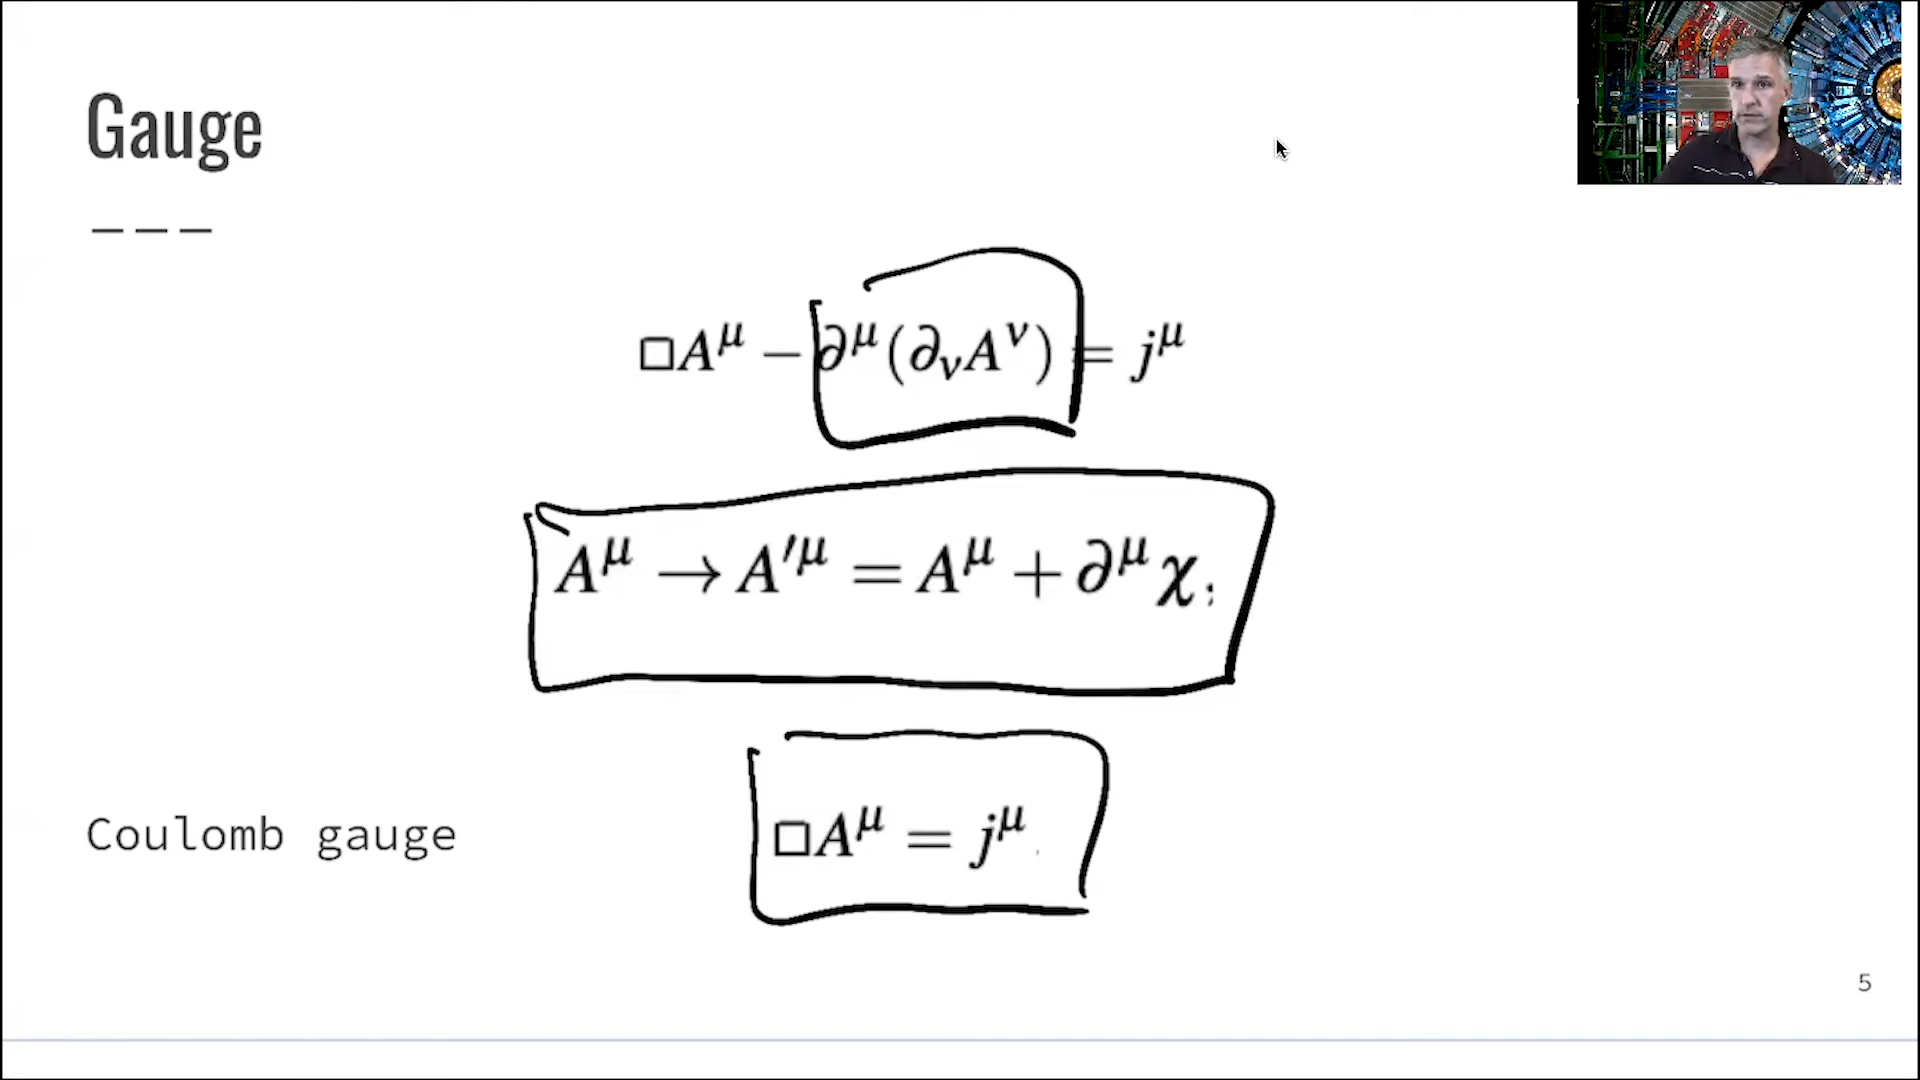 Gauge
---
□A^μ − ∂^μ(∂_νA^ν) = j^μ
A^μ → A′^μ = A^μ + ∂^μχ,
Coulomb gauge
□A^μ = j^μ
5